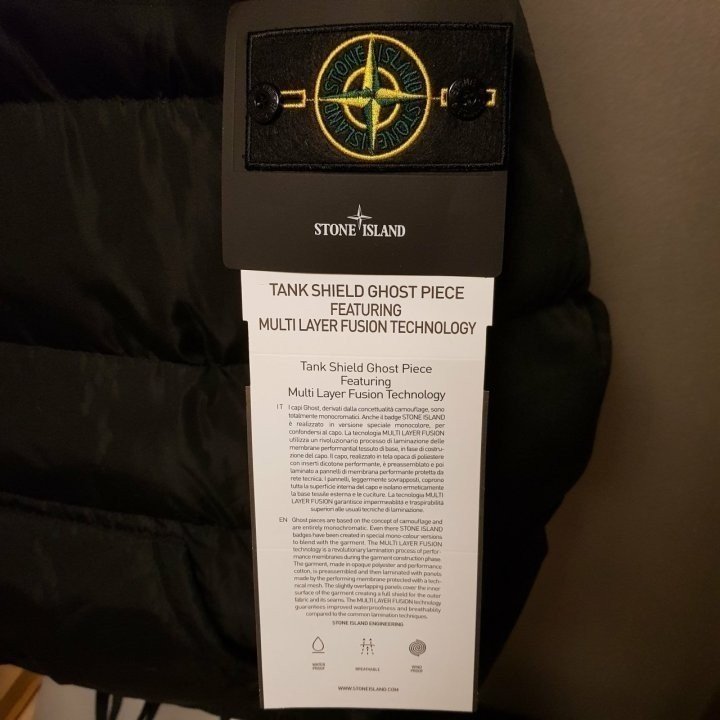 STONE ISLAND
STONE ISLAND
STONE ISLAND
TANK SHIELD GHOST PIECE
FEATURING
MULTI LAYER FUSION TECHNOLOGY
Tank Shield Ghost Piece
Featuring
Multi Layer Fusion Technology
IT I capi Ghost, derivati dalla concettualità camouflage, sono
totalmente monocromatici. Anche il badge STONE ISLAND
è realizzato in versione speciale monocolore, per
confondersi al capo. La tecnologia MULTI LAYER FUSION
utilizza un rivoluzionario processo di laminazione delle
membrane performanti al tessuto di base, in fase di costru-
zione del capo. Il capo, realizzato in tela opaca di poliestere
con inserti di cotone performante, è preassemblato e poi
laminato a pannelli di membrana performante protetta da
rete tecnica. I pannelli, leggermente sovrapposti, coprono
tutta la superficie interna del capo e isolano ermeticamente
la base tessile esterna e le cuciture. La tecnologia MULTI
LAYER FUSION garantisce impermeabilità e traspirabilità
superiori alle usuali tecniche di laminazione.
EN Ghost pieces are based on the concept of camouflage and
are entirely monochromatic. Even there STONE ISLAND
badges have been created in special mono-colour versions
to blend with the garment. The MULTI LAYER FUSION
technology is a revolutionary lamination process of perfor-
mance membranes during the garment construction phase.
The garment, made in opaque polyester and performance
cotton, is preassembled and then laminated with panels
made by the performing membrane protected with a tech-
nical mesh. The slightly overlapping panels cover the inner
surface of the garment creating a full shield for the outer
fabric and its seams. The MULTI LAYER FUSION technology
guarantees improved waterproofness and breathability
compared to the common lamination techniques.
STONE ISLAND ENGINEERING
WATER
PROOF
BREATHABLE
WIND
PROOF
WWW.STONEISLAND.COM